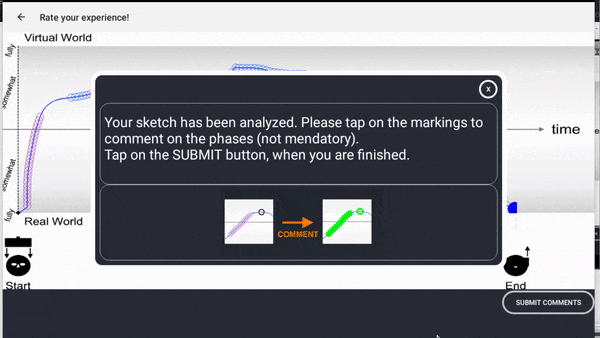 Rate your experience!
Virtual World
fully
somewhat
Your sketch has been analyzed. Please tap on the markings to
comment on the phases (not mendatory).
Tap on the SUBMIT button, when you are finished.
X
time
COMMENT
somewhat
fully
Real World
Start
End
SUBMIT COMMENTS